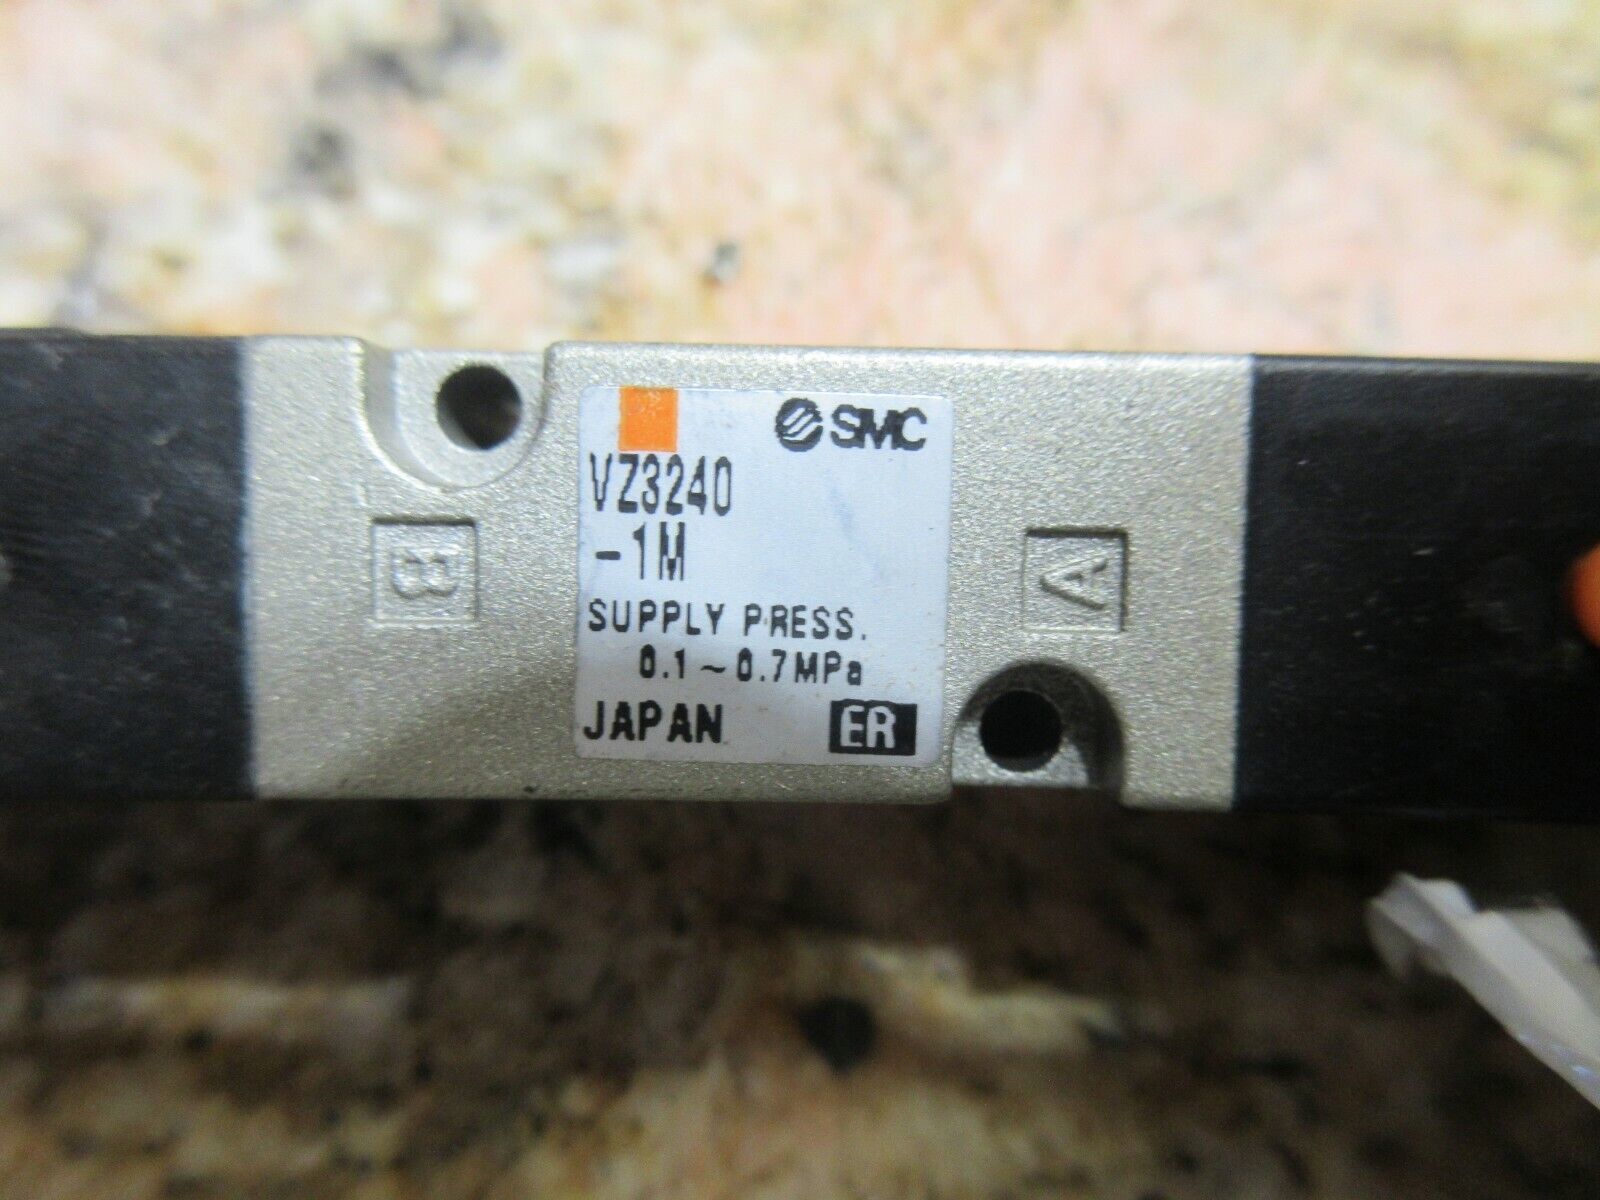 SMC
VZ3240
-1M
SUPPLY PRESS.
0.1~0.7MPa
JAPAN ER
B
A